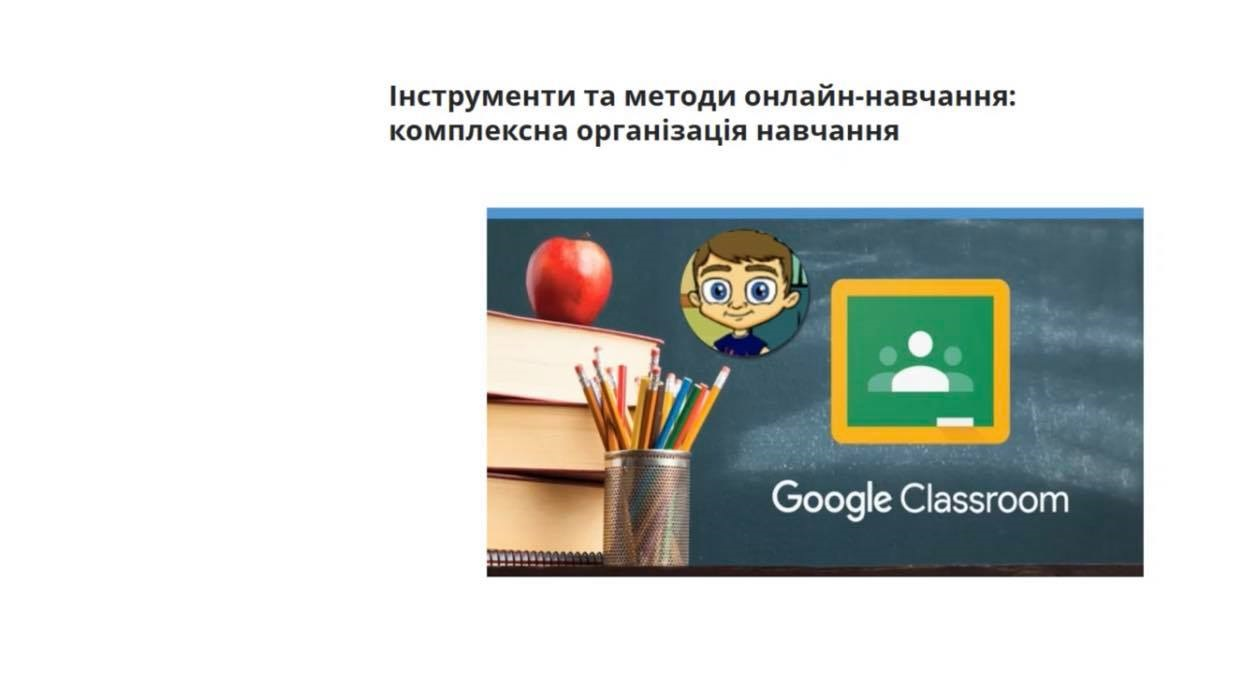 Інструменти та методи онлайн-навчання:
комплексна організація навчання
Google Classroom